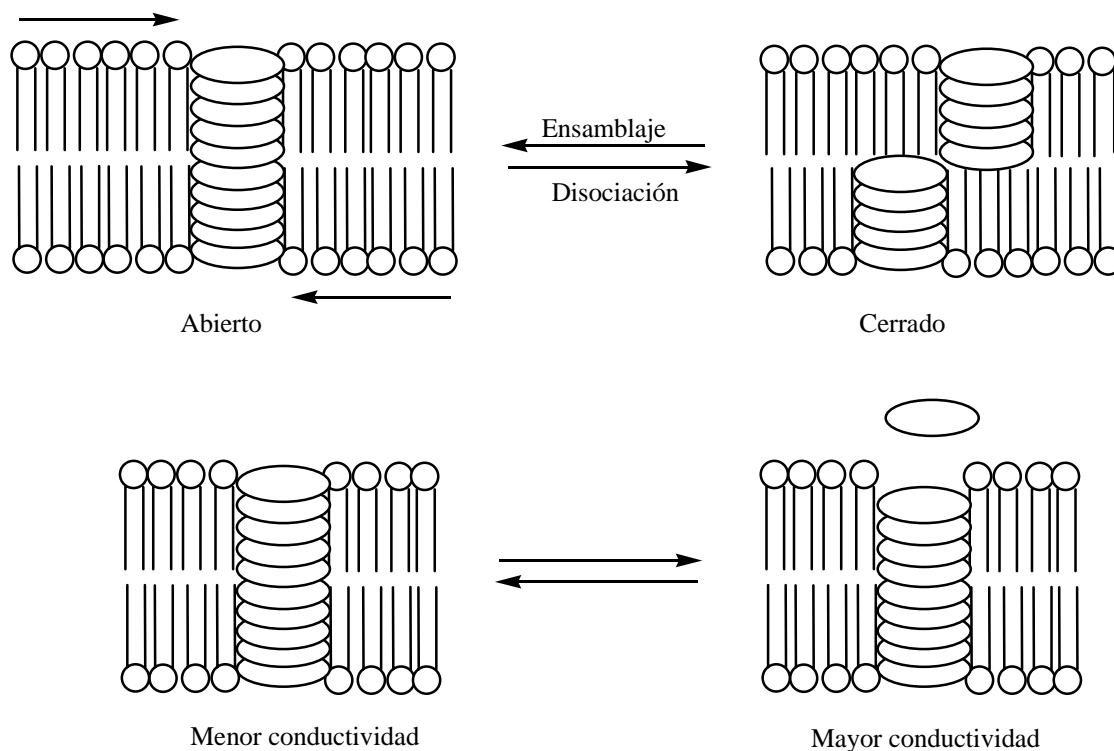 Ensamblaje
Disociación
Abierto
Cerrado
Menor conductividad
Mayor conductividad